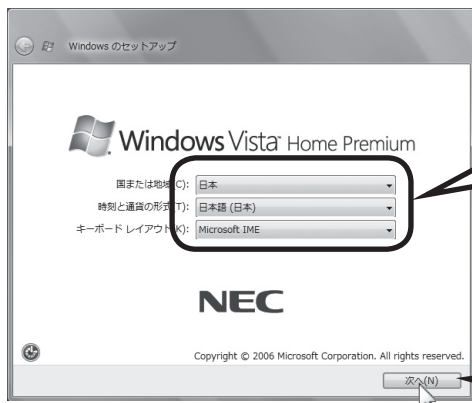 Windows のセットアップ
Windows Vista Home Premium
国または地域(C): 日本
時刻と通貨の形式(T): 日本語 (日本)
キーボード レイアウト(K): Microsoft IME
NEC
Copyright © 2006 Microsoft Corporation. All rights reserved.
次へ(N)